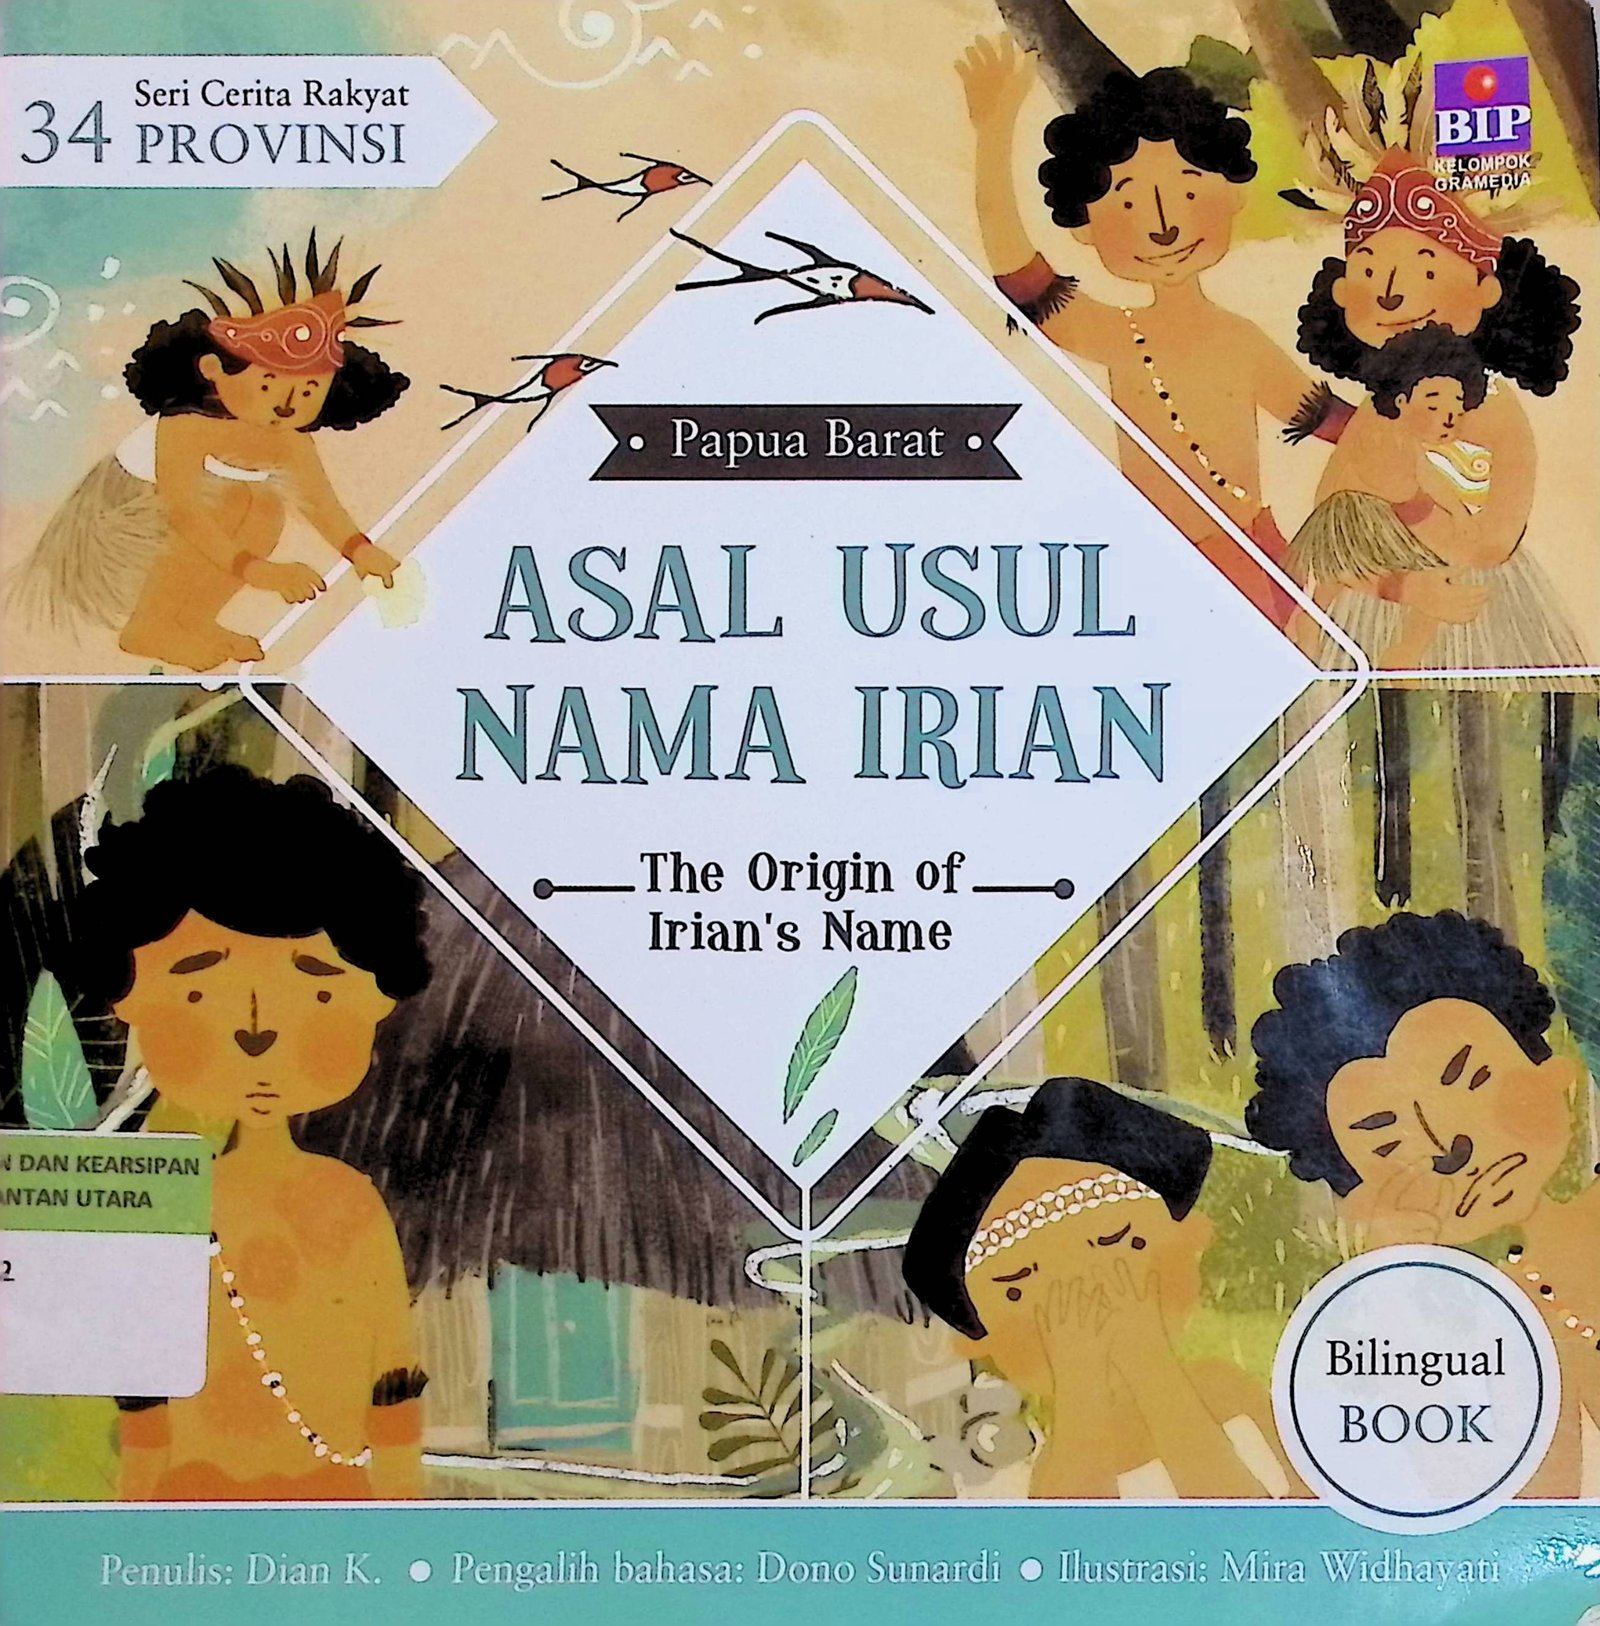 Seri Cerita Rakyat
34 PROVINSI
BIP
KELOMPOK
GRAMEDIA
• Papua Barat •
ASAL USUL
NAMA IRIAN
The Origin of
Irian's Name
DAN KEARSIPAN
UTARA
2
Bilingual
BOOK
Penulis: Dian K. ● Pengalih bahasa: Dono Sunardi ● Ilustrasi: Mira Widhayati